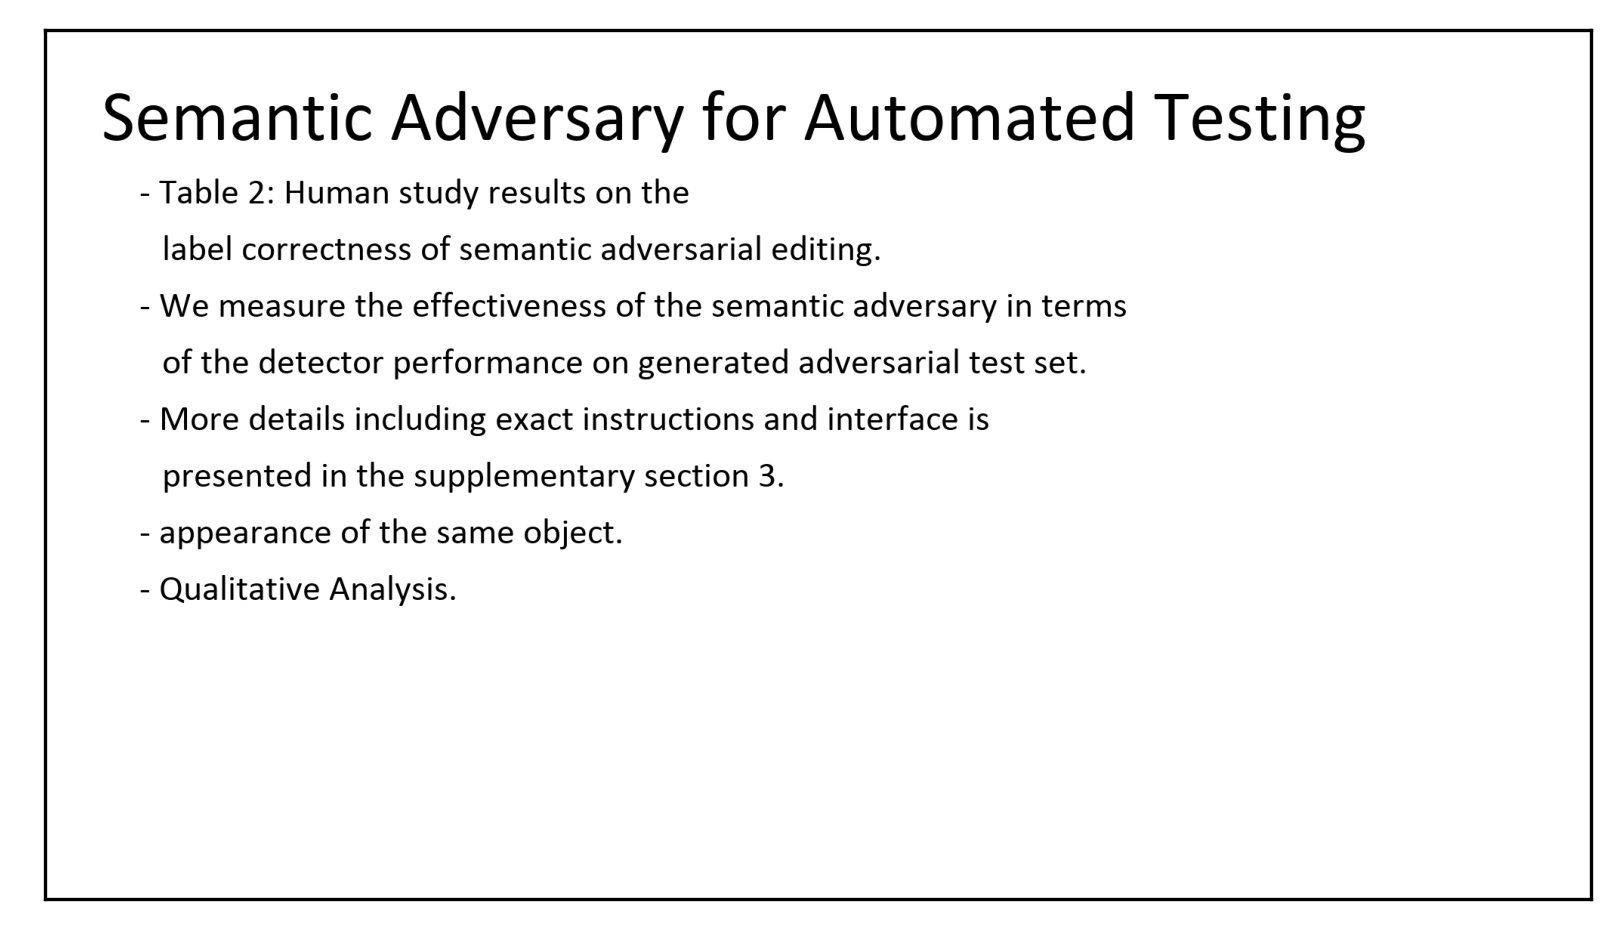 Semantic Adversary for Automated Testing
- Table 2: Human study results on the
label correctness of semantic adversarial editing.
- We measure the effectiveness of the semantic adversary in terms
of the detector performance on generated adversarial test set.
- More details including exact instructions and interface is
presented in the supplementary section 3.
- appearance of the same object.
- Qualitative Analysis.